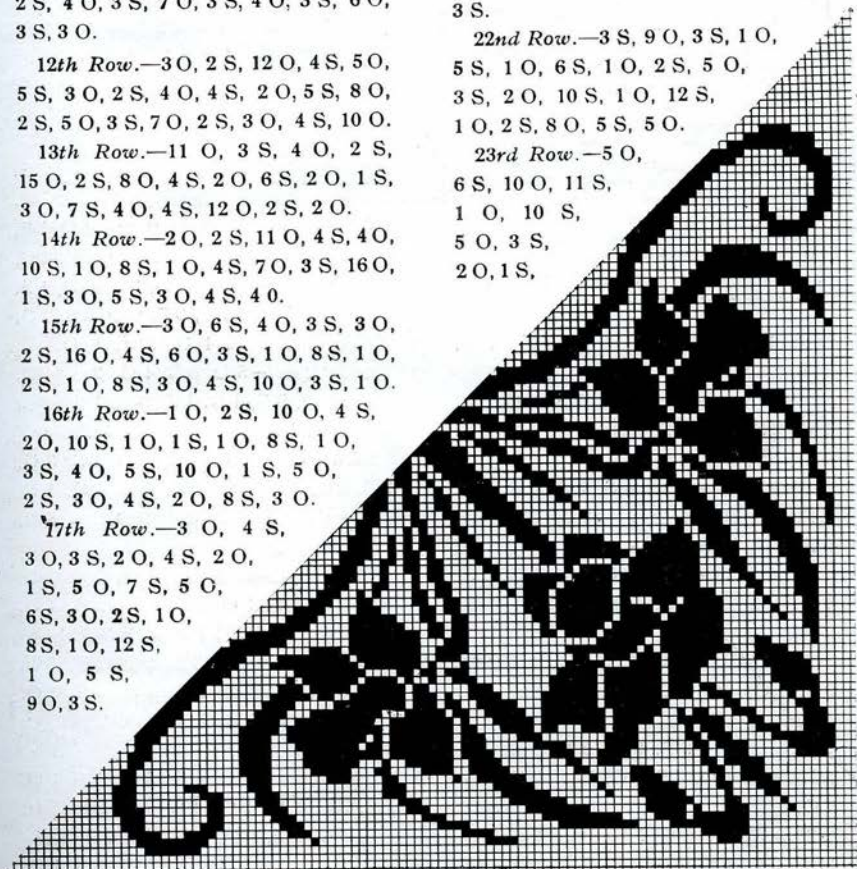 2 S, 4 O, 3 S, 7 O, 3 S, 4 O, 3 S, 6 O,
3 S, 3 O.
12th Row.—3 O, 2 S, 12 O, 4 S, 5 O,
5 S, 3 O, 2 S, 4 O, 4 S, 2 O, 5 S, 8 O,
2 S, 5 O, 3 S, 7 O, 2 S, 3 O, 4 S, 10 O.
13th Row.—11 O, 3 S, 4 O, 2 S,
15 O, 2 S, 8 O, 4 S, 2 O, 6 S, 2 O, 1 S,
3 O, 7 S, 4 O, 4 S, 12 O, 2 S, 2 O.
14th Row.—2 O, 2 S, 11 O, 4 S, 4 O,
10 S, 1 O, 8 S, 1 O, 4 S, 7 O, 3 S, 16 O,
1 S, 3 O, 5 S, 3 O, 4 S, 4 0.
15th Row.—3 O, 6 S, 4 O, 3 S, 3 O,
2 S, 16 O, 4 S, 6 O, 3 S, 1 O, 8 S, 1 O,
2 S, 1 O, 8 S, 3 O, 4 S, 10 O, 3 S, 1 O.
16th Row.—1 O, 2 S, 10 O, 4 S,
2 O, 10 S, 1 O, 1 S, 1 O, 8 S, 1 O,
3 S, 4 O, 5 S, 10 O, 1 S, 5 O,
2 S, 3 O, 4 S, 2 O, 8 S, 3 O.
17th Row.—3 O, 4 S,
3 O, 3 S, 2 O, 4 S, 2 O,
1 S, 5 O, 7 S, 5 O,
6 S, 3 O, 2 S, 1 O,
8 S, 1 O, 12 S,
1 O, 5 S,
9 O, 3 S.
3 S.
22nd Row.—3 S, 9 O, 3 S, 1 O,
5 S, 1 O, 6 S, 1 O, 2 S, 5 O,
3 S, 2 O, 10 S, 1 O, 12 S,
1 O, 2 S, 8 O, 5 S, 5 O.
23rd Row.—5 O,
6 S, 10 O, 11 S,
1 O, 10 S,
5 O, 3 S,
2 O, 1 S,